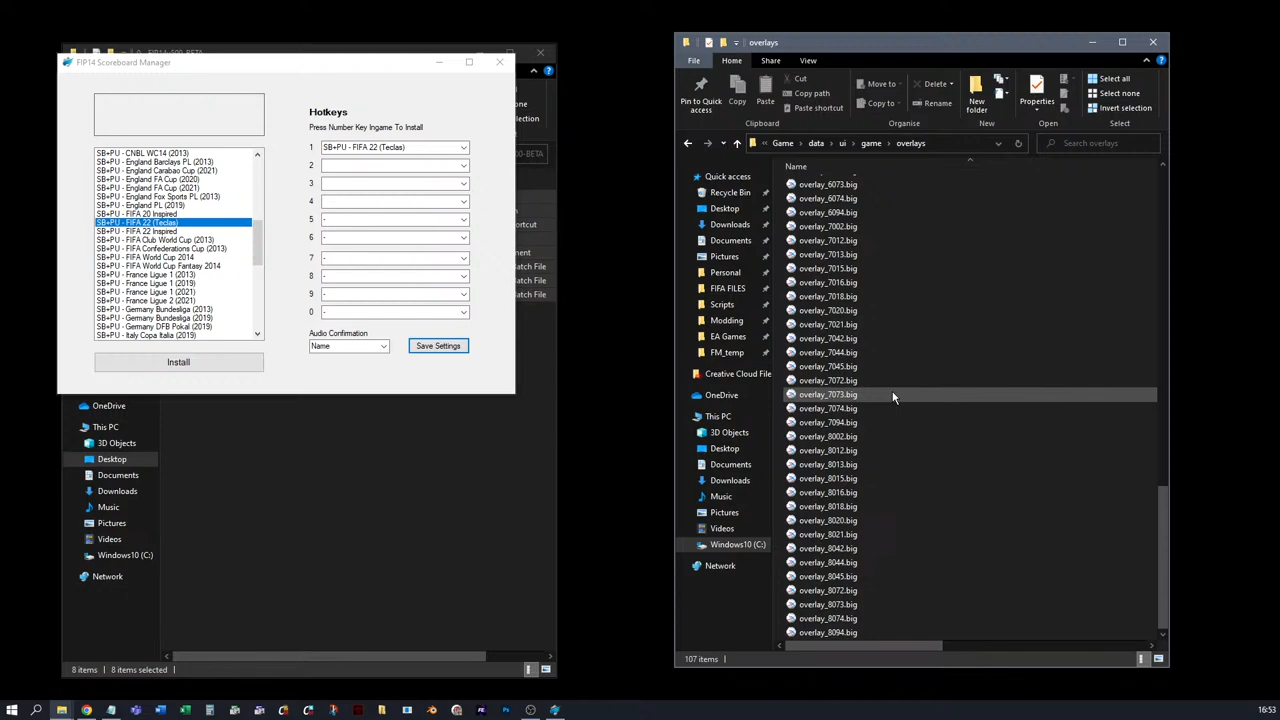 FIP14 Scoreboard Manager
SB+PU - CNBL WC14 (2013)
SB+PU - England Barclays PL (2013)
SB+PU - England Carabao Cup (2021)
SB+PU - England FA Cup (2020)
SB+PU - England FA Cup (2021)
SB+PU - England Fox Sports PL (2013)
SB+PU - England PL (2019)
SB+PU - FIFA 20 Inspired
SB+PU - FIFA 22 (Teclas)
SB+PU - FIFA 22 Inspired
SB+PU - FIFA Club World Cup (2013)
SB+PU - FIFA Confederations Cup (2013)
SB+PU - FIFA World Cup 2014
SB+PU - FIFA World Cup Fantasy 2014
SB+PU - France Ligue 1 (2013)
SB+PU - France Ligue 1 (2019)
SB+PU - France Ligue 1 (2021)
SB+PU - France Ligue 2 (2021)
SB+PU - Germany Bundesliga (2013)
SB+PU - Germany Bundesliga (2019)
SB+PU - Germany DFB Pokal (2019)
SB+PU - Italy Copa Italia (2019)
Install
Hotkeys
Press Number Key Ingame To Install
1 SB+PU - FIFA 22 (Teclas)
2
3
4
5 -
6 -
7 -
8 -
9 -
0 -
Audio Confirmation
Name
Save Settings
OneDrive
This PC
3D Objects
Desktop
Documents
Downloads
Music
Pictures
Videos
Windows10 (C:)
Network
8 items
8 items selected
overlays
File
Home
Share
View
Pin to Quick access
Copy
Paste
Cut
Copy path
Paste shortcut
Clipboard
Move to
Copy to
Delete
Rename
Organise
New folder
New
Properties
Open
Select all
Select none
Invert selection
Select
Game > data > ui > game > overlays
Name
Quick access
Recycle Bin
Desktop
Downloads
Documents
Pictures
Personal
FIFA FILES
Scripts
Modding
EA Games
FM_temp
Creative Cloud File
OneDrive
This PC
3D Objects
Desktop
Documents
Downloads
Music
Pictures
Videos
Windows10 (C:)
Network
overlay_6073.big
overlay_6074.big
overlay_6094.big
overlay_7002.big
overlay_7012.big
overlay_7013.big
overlay_7015.big
overlay_7016.big
overlay_7018.big
overlay_7020.big
overlay_7021.big
overlay_7042.big
overlay_7044.big
overlay_7045.big
overlay_7072.big
overlay_7073.big
overlay_7074.big
overlay_7094.big
overlay_8002.big
overlay_8012.big
overlay_8013.big
overlay_8015.big
overlay_8016.big
overlay_8018.big
overlay_8020.big
overlay_8021.big
overlay_8042.big
overlay_8044.big
overlay_8045.big
overlay_8072.big
overlay_8073.big
overlay_8074.big
overlay_8094.big
107 items
16:53